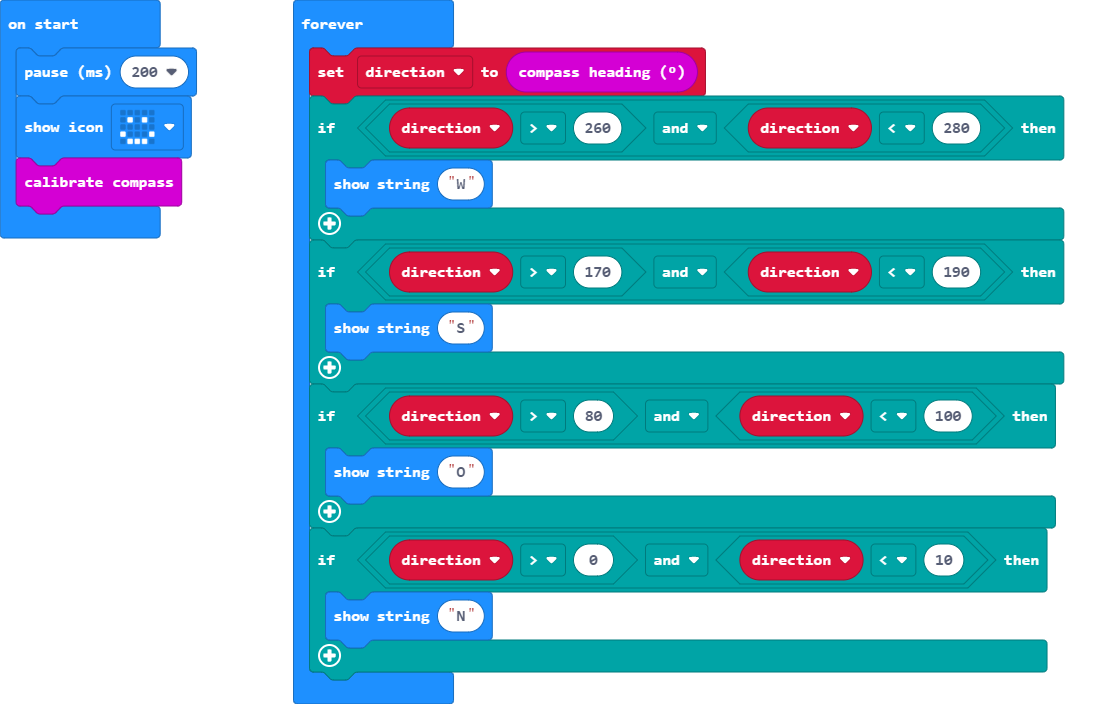 on start
pause (ms) 200
show icon
calibrate compass
forever
set direction to compass heading (º)
if direction > 260 and direction < 280 then
show string "W"
if direction > 170 and direction < 190 then
show string "S"
if direction > 80 and direction < 100 then
show string "O"
if direction > 0 and direction < 10 then
show string "N"